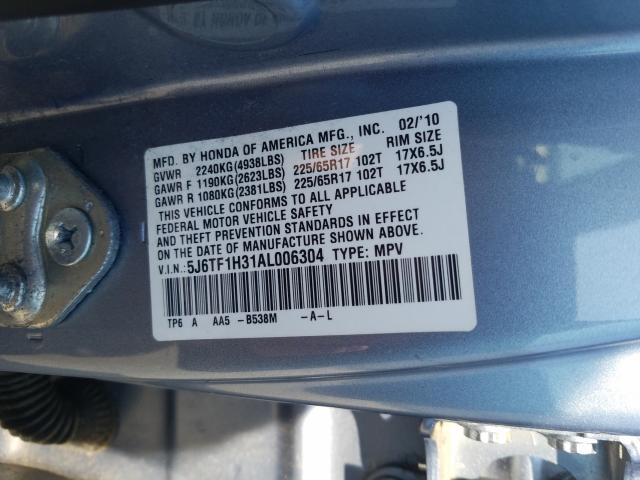 MFD. BY HONDA OF AMERICA MFG., INC. 02/'10
TIRE SIZE RIM SIZE
GVWR 2240KG(4938LBS)
GAWR F 1190KG(2623LBS) 225/65R17 102T 17X6.5J
GAWR R 1080KG(2381LBS) 225/65R17 102T 17X6.5J
THIS VEHICLE CONFORMS TO ALL APPLICABLE
FEDERAL MOTOR VEHICLE SAFETY
AND THEFT PREVENTION STANDARDS IN EFFECT
ON THE DATE OF MANUFACTURE SHOWN ABOVE.
V.I.N.: 5J6TF1H31AL006304 TYPE: MPV
TP6 A AA5 -B538M -A-L